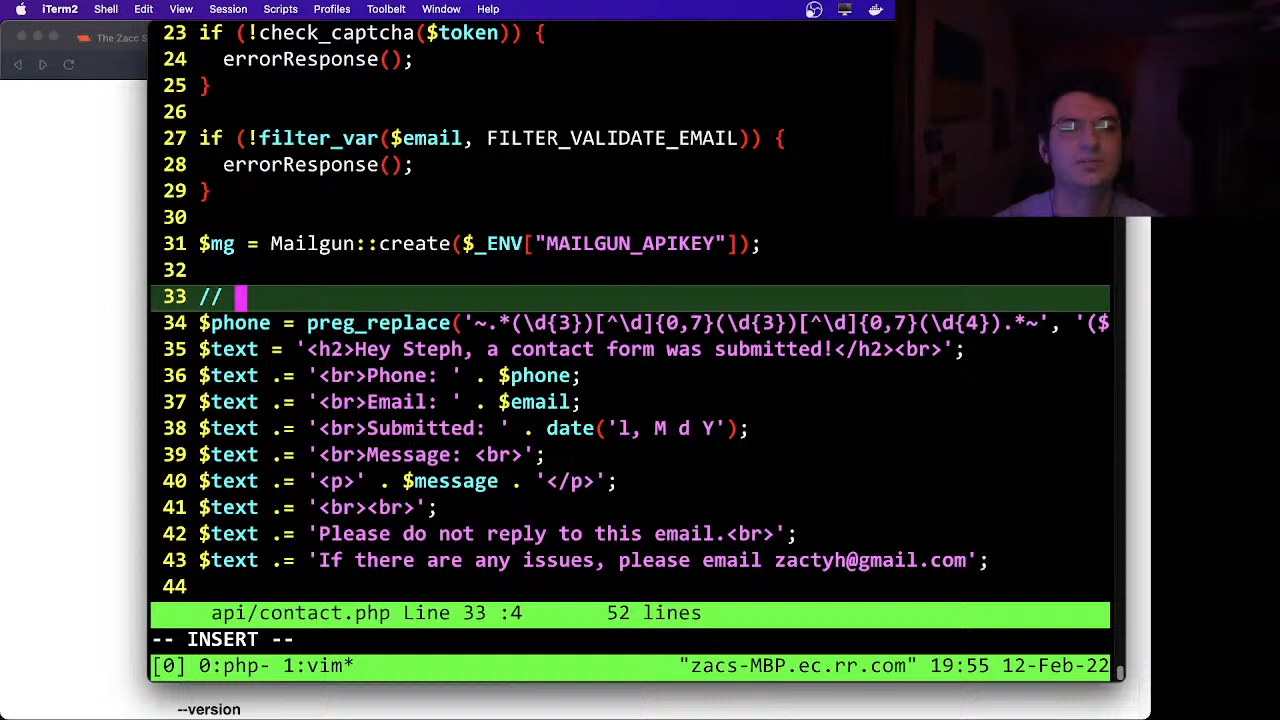 iTerm2 Shell Edit View Session Scripts Profiles Toolbelt Window Help
The Zacc S
23 if (!check_captcha($token)) {
24 errorResponse();
25 }
26
27 if (!filter_var($email, FILTER_VALIDATE_EMAIL)) {
28 errorResponse();
29 }
30
31 $mg = Mailgun::create($_ENV["MAILGUN_APIKEY"]);
32
33 //
34 $phone = preg_replace('~.*(\d{3})[^\d]{0,7}(\d{3})[^\d]{0,7}(\d{4}).*~', '($
35 $text = '<h2>Hey Steph, a contact form was submitted!</h2><br>';
36 $text .= '<br>Phone: ' . $phone;
37 $text .= '<br>Email: ' . $email;
38 $text .= '<br>Submitted: ' . date('l, M d Y');
39 $text .= '<br>Message: <br>';
40 $text .= '<p>' . $message . '</p>';
41 $text .= '<br><br>';
42 $text .= 'Please do not reply to this email.<br>';
43 $text .= 'If there are any issues, please email zactyh@gmail.com';
44
api/contact.php Line 33 :4 52 lines
-- INSERT --
[0] 0:php- 1:vim* "zacs-MBP.ec.rr.com" 19:55 12-Feb-22
--version